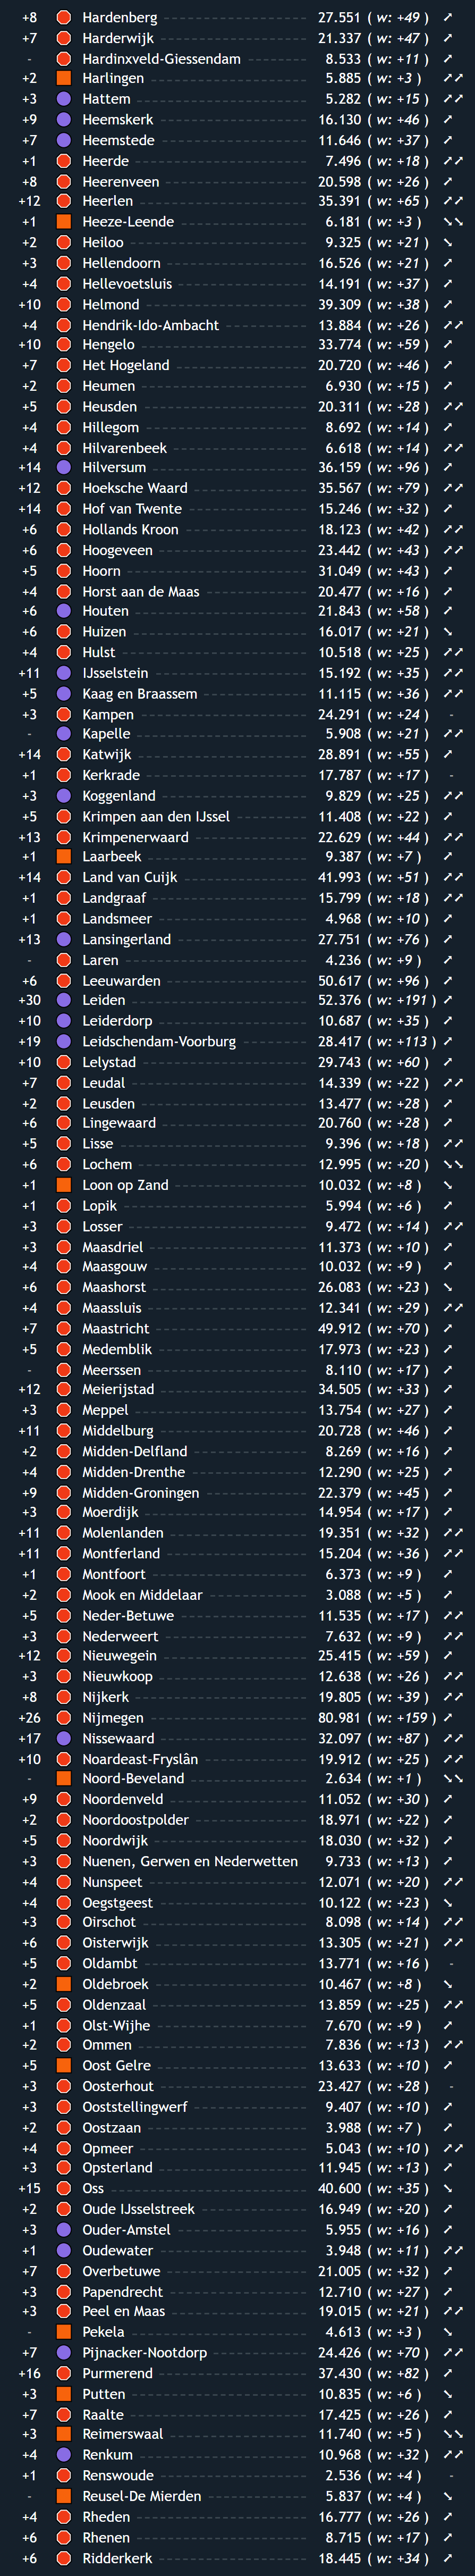 +8 Hardenberg 27.551 ( w: +49 ) ➚
+7 Harderwijk 21.337 ( w: +47 ) ➚
- Hardinxveld-Giessendam 8.533 ( w: +11 ) ➚
+2 Harlingen 5.885 ( w: +3 ) ➚➚
+3 Hattem 5.282 ( w: +15 ) ➚➚
+9 Heemskerk 16.130 ( w: +46 ) ➚
+7 Heemstede 11.646 ( w: +37 ) ➚
+1 Heerde 7.496 ( w: +18 ) ➚➚
+8 Heerenveen 20.598 ( w: +26 ) ➚
+12 Heerlen 35.391 ( w: +65 ) ➚➚
+1 Heeze-Leende 6.181 ( w: +3 ) ➘➘
+2 Heiloo 9.325 ( w: +21 ) ➘
+3 Hellendoorn 16.526 ( w: +21 ) ➚
+4 Hellevoetsluis 14.191 ( w: +37 ) ➚
+10 Helmond 39.309 ( w: +38 ) ➚
+4 Hendrik-Ido-Ambacht 13.884 ( w: +26 ) ➚➚
+10 Hengelo 33.774 ( w: +59 ) ➚
+7 Het Hogeland 20.720 ( w: +46 ) ➚
+2 Heumen 6.930 ( w: +15 ) ➚
+5 Heusden 20.311 ( w: +28 ) ➚➚
+4 Hillegom 8.692 ( w: +14 ) ➚
+4 Hilvarenbeek 6.618 ( w: +14 ) ➚➚
+14 Hilversum 36.159 ( w: +96 ) ➚
+12 Hoeksche Waard 35.567 ( w: +79 ) ➚➚
+14 Hof van Twente 15.246 ( w: +32 ) ➚
+6 Hollands Kroon 18.123 ( w: +42 ) ➚➚
+6 Hoogeveen 23.442 ( w: +43 ) ➚➚
+5 Hoorn 31.049 ( w: +43 ) ➚
+4 Horst aan de Maas 20.477 ( w: +16 ) ➚
+6 Houten 21.843 ( w: +58 ) ➚
+6 Huizen 16.017 ( w: +21 ) ➘
+4 Hulst 10.518 ( w: +25 ) ➚➚
+11 IJsselstein 15.192 ( w: +35 ) ➚➚
+5 Kaag en Braassem 11.115 ( w: +36 ) ➚➚
+3 Kampen 24.291 ( w: +24 ) -
- Kapelle 5.908 ( w: +21 ) ➚➚
+14 Katwijk 28.891 ( w: +55 ) ➚
+1 Kerkrade 17.787 ( w: +17 ) -
+3 Koggenland 9.829 ( w: +25 ) ➚➚
+5 Krimpen aan den IJssel 11.408 ( w: +22 ) ➚
+13 Krimpenerwaard 22.629 ( w: +44 ) ➚➚
+1 Laarbeek 9.387 ( w: +7 ) ➚
+14 Land van Cuijk 41.993 ( w: +51 ) ➚➚
+1 Landgraaf 15.799 ( w: +18 ) ➚➚
+1 Landsmeer 4.968 ( w: +10 ) ➚
+13 Lansingerland 27.751 ( w: +76 ) ➚
- Laren 4.236 ( w: +9 ) ➚
+6 Leeuwarden 50.617 ( w: +96 ) ➚
+30 Leiden 52.376 ( w: +191 ) ➚
+10 Leiderdorp 10.687 ( w: +35 ) ➚
+19 Leidschendam-Voorburg 28.417 ( w: +113 ) ➚
+10 Lelystad 29.743 ( w: +60 ) ➚
+7 Leudal 14.339 ( w: +22 ) ➚➚
+2 Leusden 13.477 ( w: +28 ) ➚
+6 Lingewaard 20.760 ( w: +28 ) ➚
+5 Lisse 9.396 ( w: +18 ) ➚➚
+6 Lochem 12.995 ( w: +20 ) ➘➘
+1 Loon op Zand 10.032 ( w: +8 ) ➘
+1 Lopik 5.994 ( w: +6 ) ➚
+3 Losser 9.472 ( w: +14 ) ➚➚
+3 Maasdriel 11.373 ( w: +10 ) ➚
+4 Maasgouw 10.032 ( w: +9 ) ➚
+6 Maashorst 26.083 ( w: +23 ) ➘
+4 Maassluis 12.341 ( w: +29 ) ➚➚
+7 Maastricht 49.912 ( w: +70 ) ➚
+5 Medemblik 17.973 ( w: +23 ) ➚
- Meerssen 8.110 ( w: +17 ) ➚
+12 Meierijstad 34.505 ( w: +33 ) ➚
+3 Meppel 13.754 ( w: +27 ) ➚
+11 Middelburg 20.728 ( w: +46 ) ➚
+2 Midden-Delfland 8.269 ( w: +16 ) ➚
+4 Midden-Drenthe 12.290 ( w: +25 ) ➚
+9 Midden-Groningen 22.379 ( w: +45 ) ➚
+3 Moerdijk 14.954 ( w: +17 ) ➚
+11 Molenlanden 19.351 ( w: +32 ) ➚➚
+11 Montferland 15.204 ( w: +36 ) ➚➚
+1 Montfoort 6.373 ( w: +9 ) ➚
+2 Mook en Middelaar 3.088 ( w: +5 ) ➚
+5 Neder-Betuwe 11.535 ( w: +17 ) ➚➚
+3 Nederweert 7.632 ( w: +9 ) ➚➚
+12 Nieuwegein 25.415 ( w: +59 ) ➚
+3 Nieuwkoop 12.638 ( w: +26 ) ➚➚
+8 Nijkerk 19.805 ( w: +39 ) ➚➚
+26 Nijmegen 80.981 ( w: +159 ) ➚
+17 Nissewaard 32.097 ( w: +87 ) ➚➚
+10 Noardeast-Fryslân 19.912 ( w: +25 ) ➚➚
- Noord-Beveland 2.634 ( w: +1 ) ➘➘
+9 Noordenveld 11.052 ( w: +30 ) ➚
+2 Noordoostpolder 18.971 ( w: +22 ) ➚
+5 Noordwijk 18.030 ( w: +32 ) ➚
+3 Nuenen, Gerwen en Nederwetten 9.733 ( w: +13 ) ➚
+4 Nunspeet 12.071 ( w: +20 ) ➚➚
+4 Oegstgeest 10.122 ( w: +23 ) ➘
+3 Oirschot 8.098 ( w: +14 ) ➚➚
+6 Oisterwijk 13.305 ( w: +21 ) ➚➚
+5 Oldambt 13.771 ( w: +16 ) -
+2 Oldebroek 10.467 ( w: +8 ) ➘
+5 Oldenzaal 13.859 ( w: +25 ) ➚➚
+1 Olst-Wijhe 7.670 ( w: +9 ) ➚
+2 Ommen 7.836 ( w: +13 ) ➚➚
+5 Oost Gelre 13.633 ( w: +10 ) ➚
+3 Oosterhout 23.427 ( w: +28 ) -
+3 Ooststellingwerf 9.407 ( w: +10 ) ➚
+2 Oostzaan 3.988 ( w: +7 ) ➚
+4 Opmeer 5.043 ( w: +10 ) ➚➚
+3 Opsterland 11.945 ( w: +13 ) ➚
+15 Oss 40.600 ( w: +35 ) ➘
+2 Oude IJsselstreek 16.949 ( w: +20 ) ➚
+3 Ouder-Amstel 5.955 ( w: +16 ) ➚
+1 Oudewater 3.948 ( w: +11 ) ➚➚
+7 Overbetuwe 21.005 ( w: +32 ) ➚
+3 Papendrecht 12.710 ( w: +27 ) ➚
+3 Peel en Maas 19.015 ( w: +21 ) ➚➚
- Pekela 4.613 ( w: +3 ) ➘
+7 Pijnacker-Nootdorp 24.426 ( w: +70 ) ➚➚
+16 Purmerend 37.430 ( w: +82 ) ➚
+3 Putten 10.835 ( w: +6 ) ➘
+7 Raalte 17.425 ( w: +26 ) ➚
+3 Reimerswaal 11.740 ( w: +5 ) ➘➘
+4 Renkum 10.968 ( w: +32 ) ➚➚
+1 Renswoude 2.536 ( w: +4 ) -
- Reusel-De Mierden 5.837 ( w: +4 ) ➘
+4 Rheden 16.777 ( w: +26 ) ➚
+6 Rhenen 8.715 ( w: +17 ) ➚
+6 Ridderkerk 18.445 ( w: +34 ) ➚